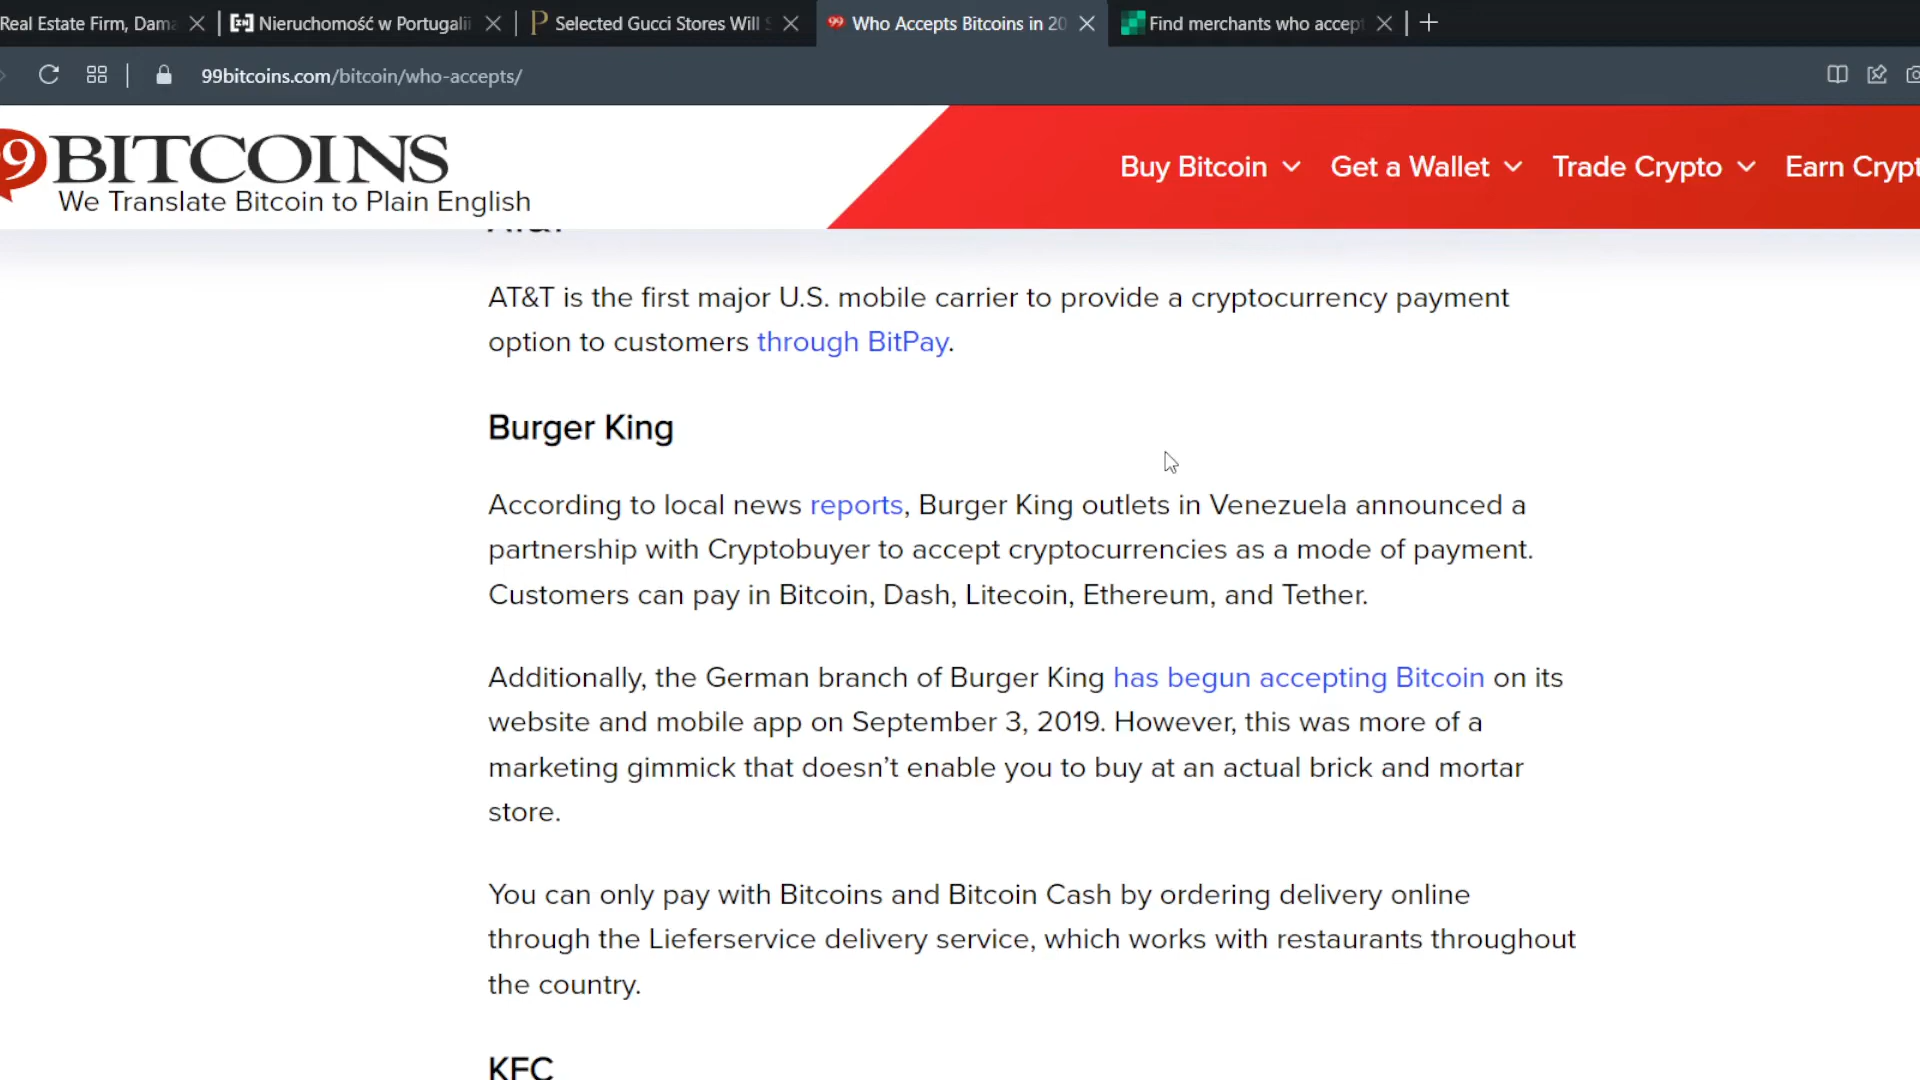 Real Estate Firm, Dama
Nieruchomość w Portugalii
Selected Gucci Stores Will S
Who Accepts Bitcoins in 20
Find merchants who accept
99bitcoins.com/bitcoin/who-accepts/
99BITCOINS
We Translate Bitcoin to Plain English
Buy Bitcoin
Get a Wallet
Trade Crypto
Earn Crypt
AT&T
AT&T is the first major U.S. mobile carrier to provide a cryptocurrency payment
option to customers through BitPay.
Burger King
According to local news reports, Burger King outlets in Venezuela announced a
partnership with Cryptobuyer to accept cryptocurrencies as a mode of payment.
Customers can pay in Bitcoin, Dash, Litecoin, Ethereum, and Tether.
Additionally, the German branch of Burger King has begun accepting Bitcoin on its
website and mobile app on September 3, 2019. However, this was more of a
marketing gimmick that doesn’t enable you to buy at an actual brick and mortar
store.
You can only pay with Bitcoins and Bitcoin Cash by ordering delivery online
through the Lieferservice delivery service, which works with restaurants throughout
the country.
KFC